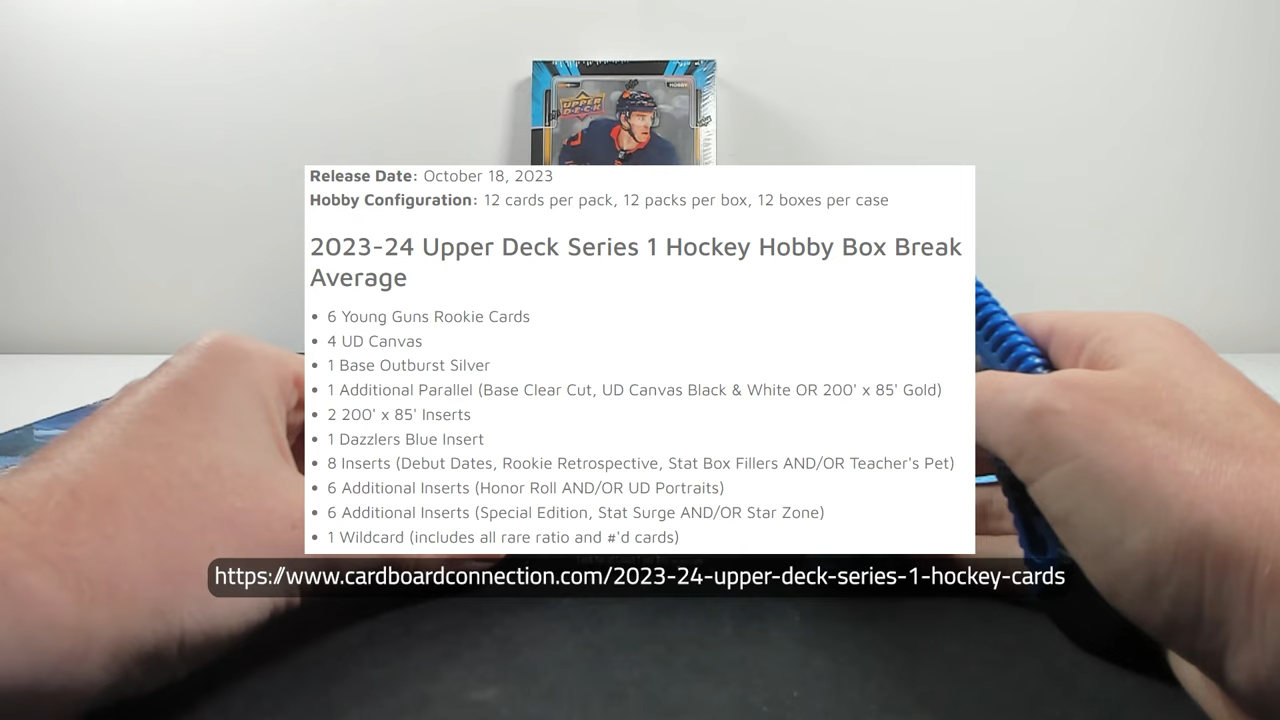 UPPER
DECK
HOBBY
Release Date: October 18, 2023
Hobby Configuration: 12 cards per pack, 12 packs per box, 12 boxes per case
2023-24 Upper Deck Series 1 Hockey Hobby Box Break
Average
• 6 Young Guns Rookie Cards
• 4 UD Canvas
• 1 Base Outburst Silver
• 1 Additional Parallel (Base Clear Cut, UD Canvas Black & White OR 200' x 85' Gold)
• 2 200' x 85' Inserts
• 1 Dazzlers Blue Insert
• 8 Inserts (Debut Dates, Rookie Retrospective, Stat Box Fillers AND/OR Teacher's Pet)
• 6 Additional Inserts (Honor Roll AND/OR UD Portraits)
• 6 Additional Inserts (Special Edition, Stat Surge AND/OR Star Zone)
• 1 Wildcard (includes all rare ratio and #'d cards)
https://www.cardboardconnection.com/2023-24-upper-deck-series-1-hockey-cards